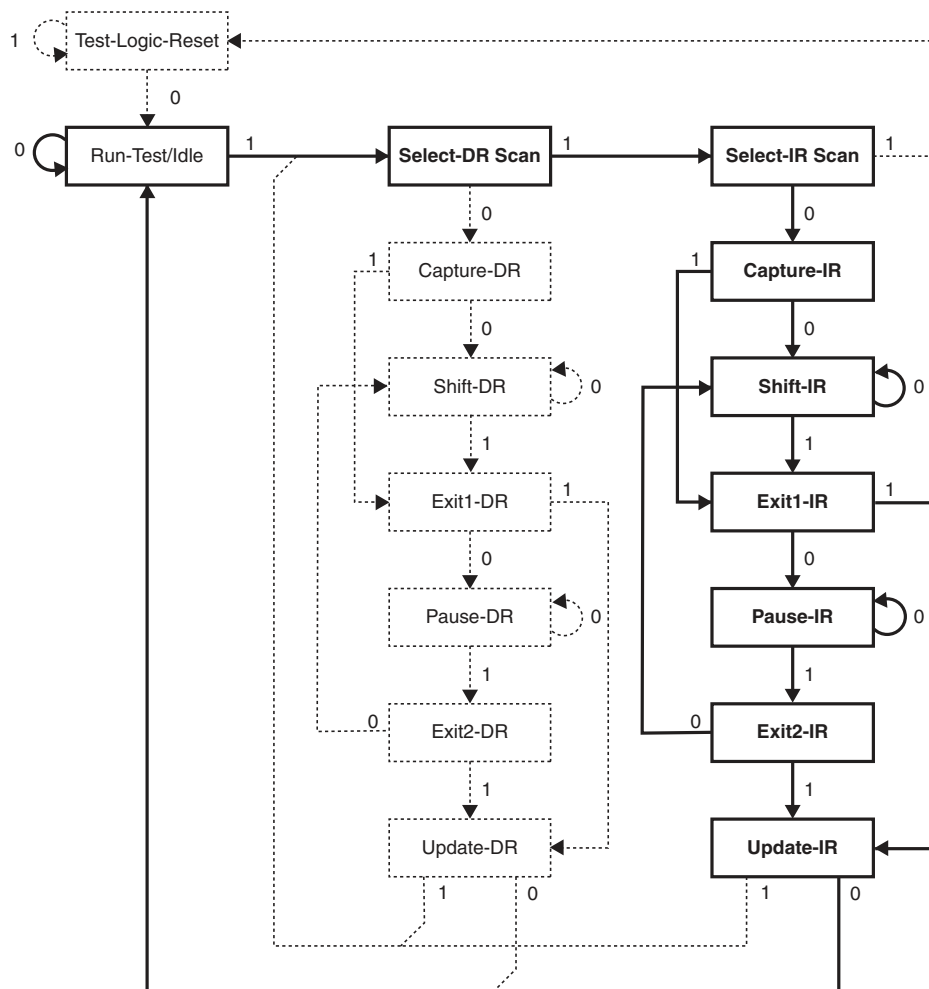 Test-Logic-Reset
1
0
0
Run-Test/Idle
1
Select-DR Scan
1
Select-IR Scan
1
0
0
1
Capture-DR
1
Capture-IR
0
0
Shift-DR
0
Shift-IR
0
1
1
Exit1-DR
1
Exit1-IR
1
0
0
Pause-DR
0
Pause-IR
0
1
1
0
Exit2-DR
0
Exit2-IR
1
1
Update-DR
Update-IR
1
0
1
0